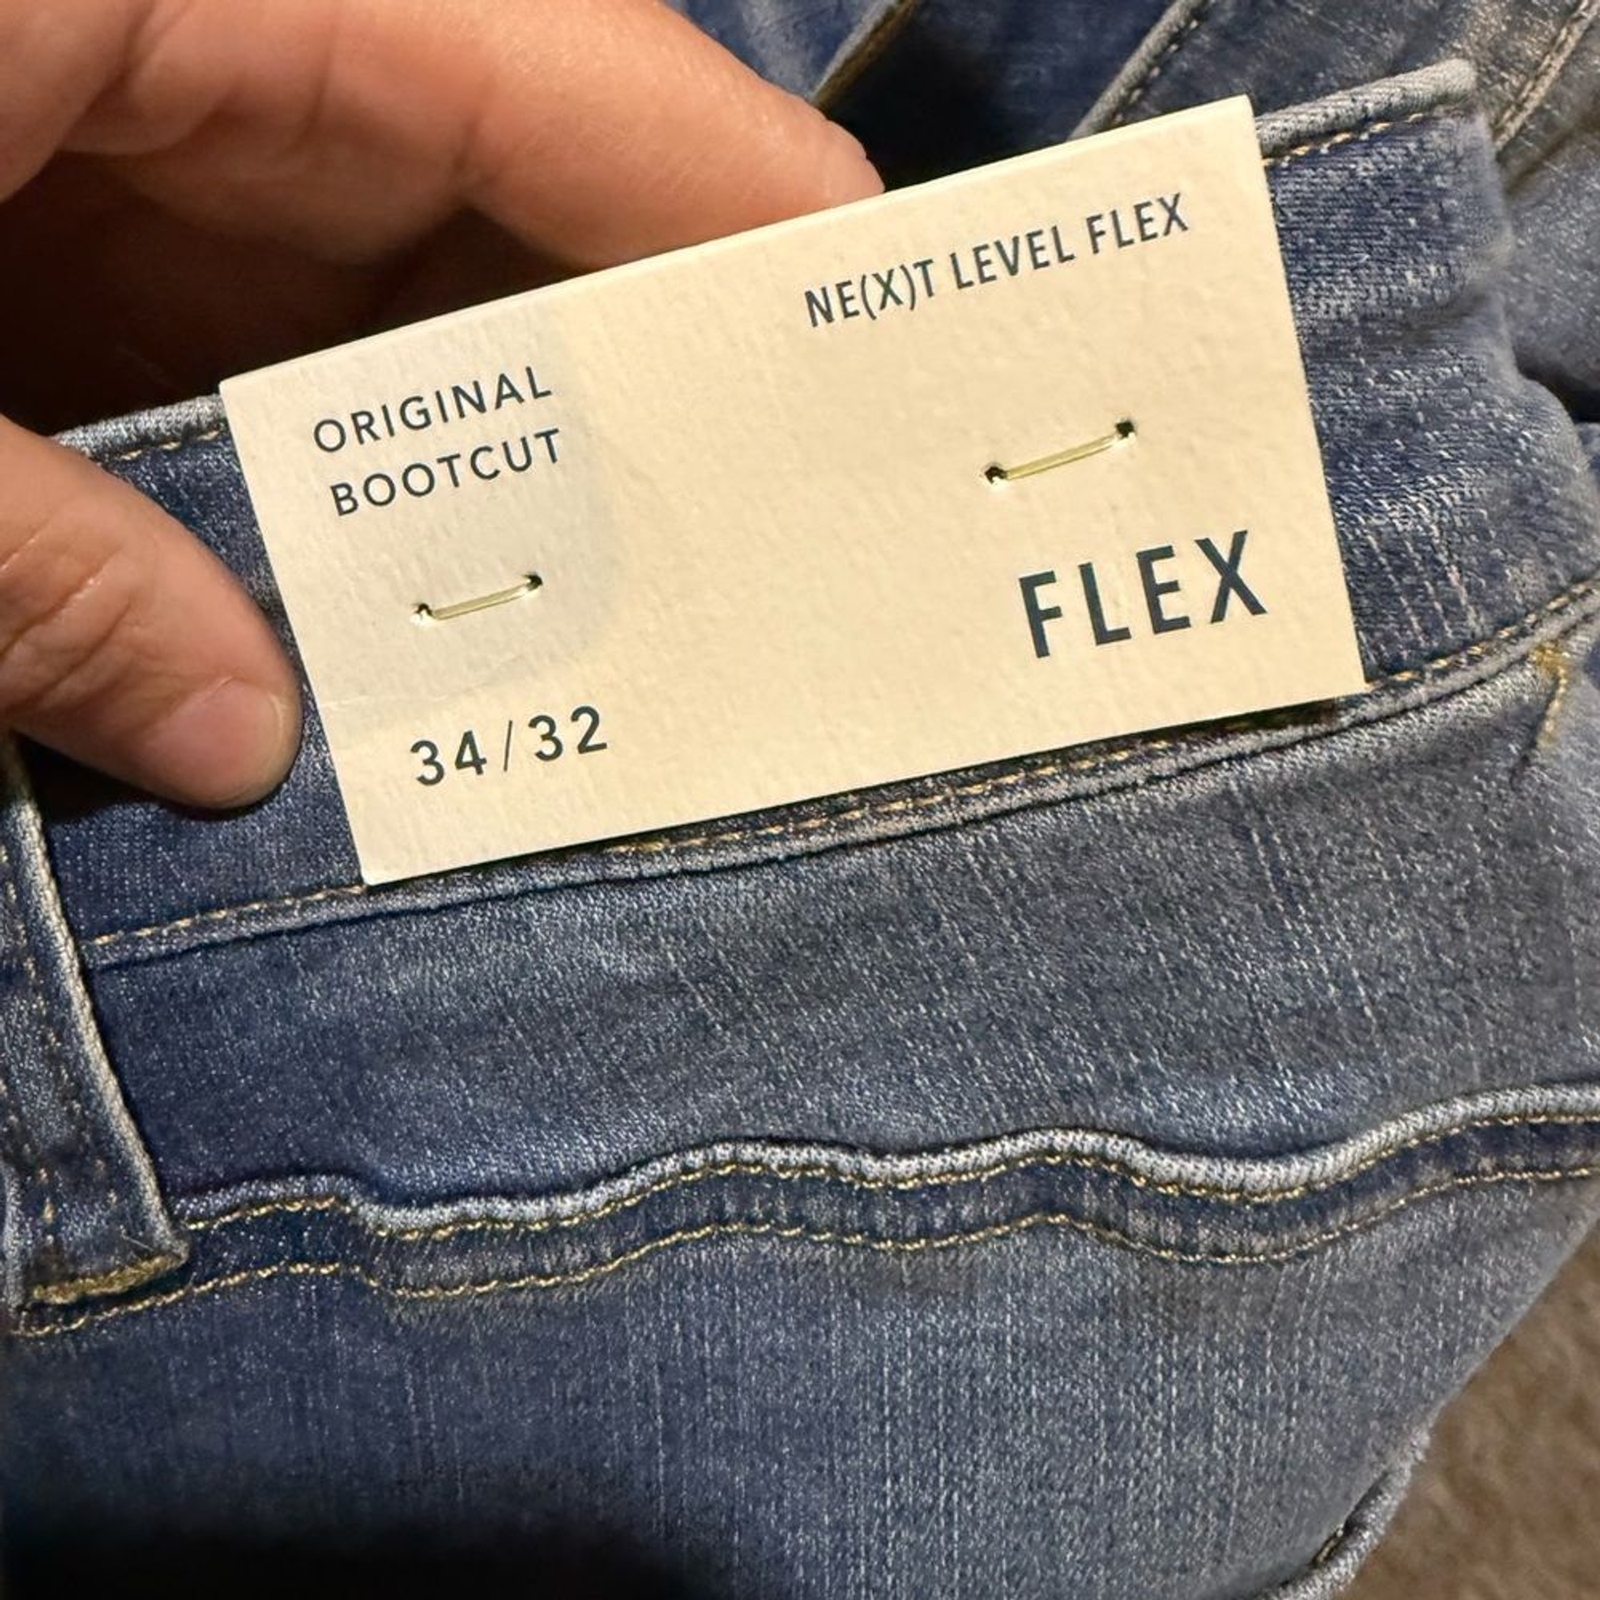 NE(X)T LEVEL FLEX
ORIGINAL
BOOTCUT
FLEX
34/32